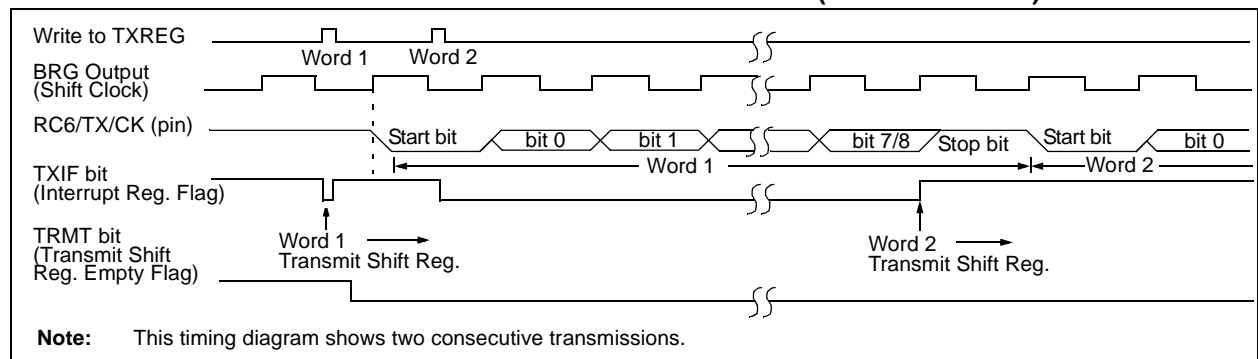 Write to TXREG
Word 1
Word 2
BRG Output
(Shift Clock)
RC6/TX/CK (pin)
Start bit
bit 0
bit 1
bit 7/8
Stop bit
Start bit
bit 0
Word 1
Word 2
TXIF bit
(Interrupt Reg. Flag)
Word 1
Transmit Shift Reg.
Word 2
Transmit Shift Reg.
TRMT bit
(Transmit Shift
Reg. Empty Flag)
Note: This timing diagram shows two consecutive transmissions.